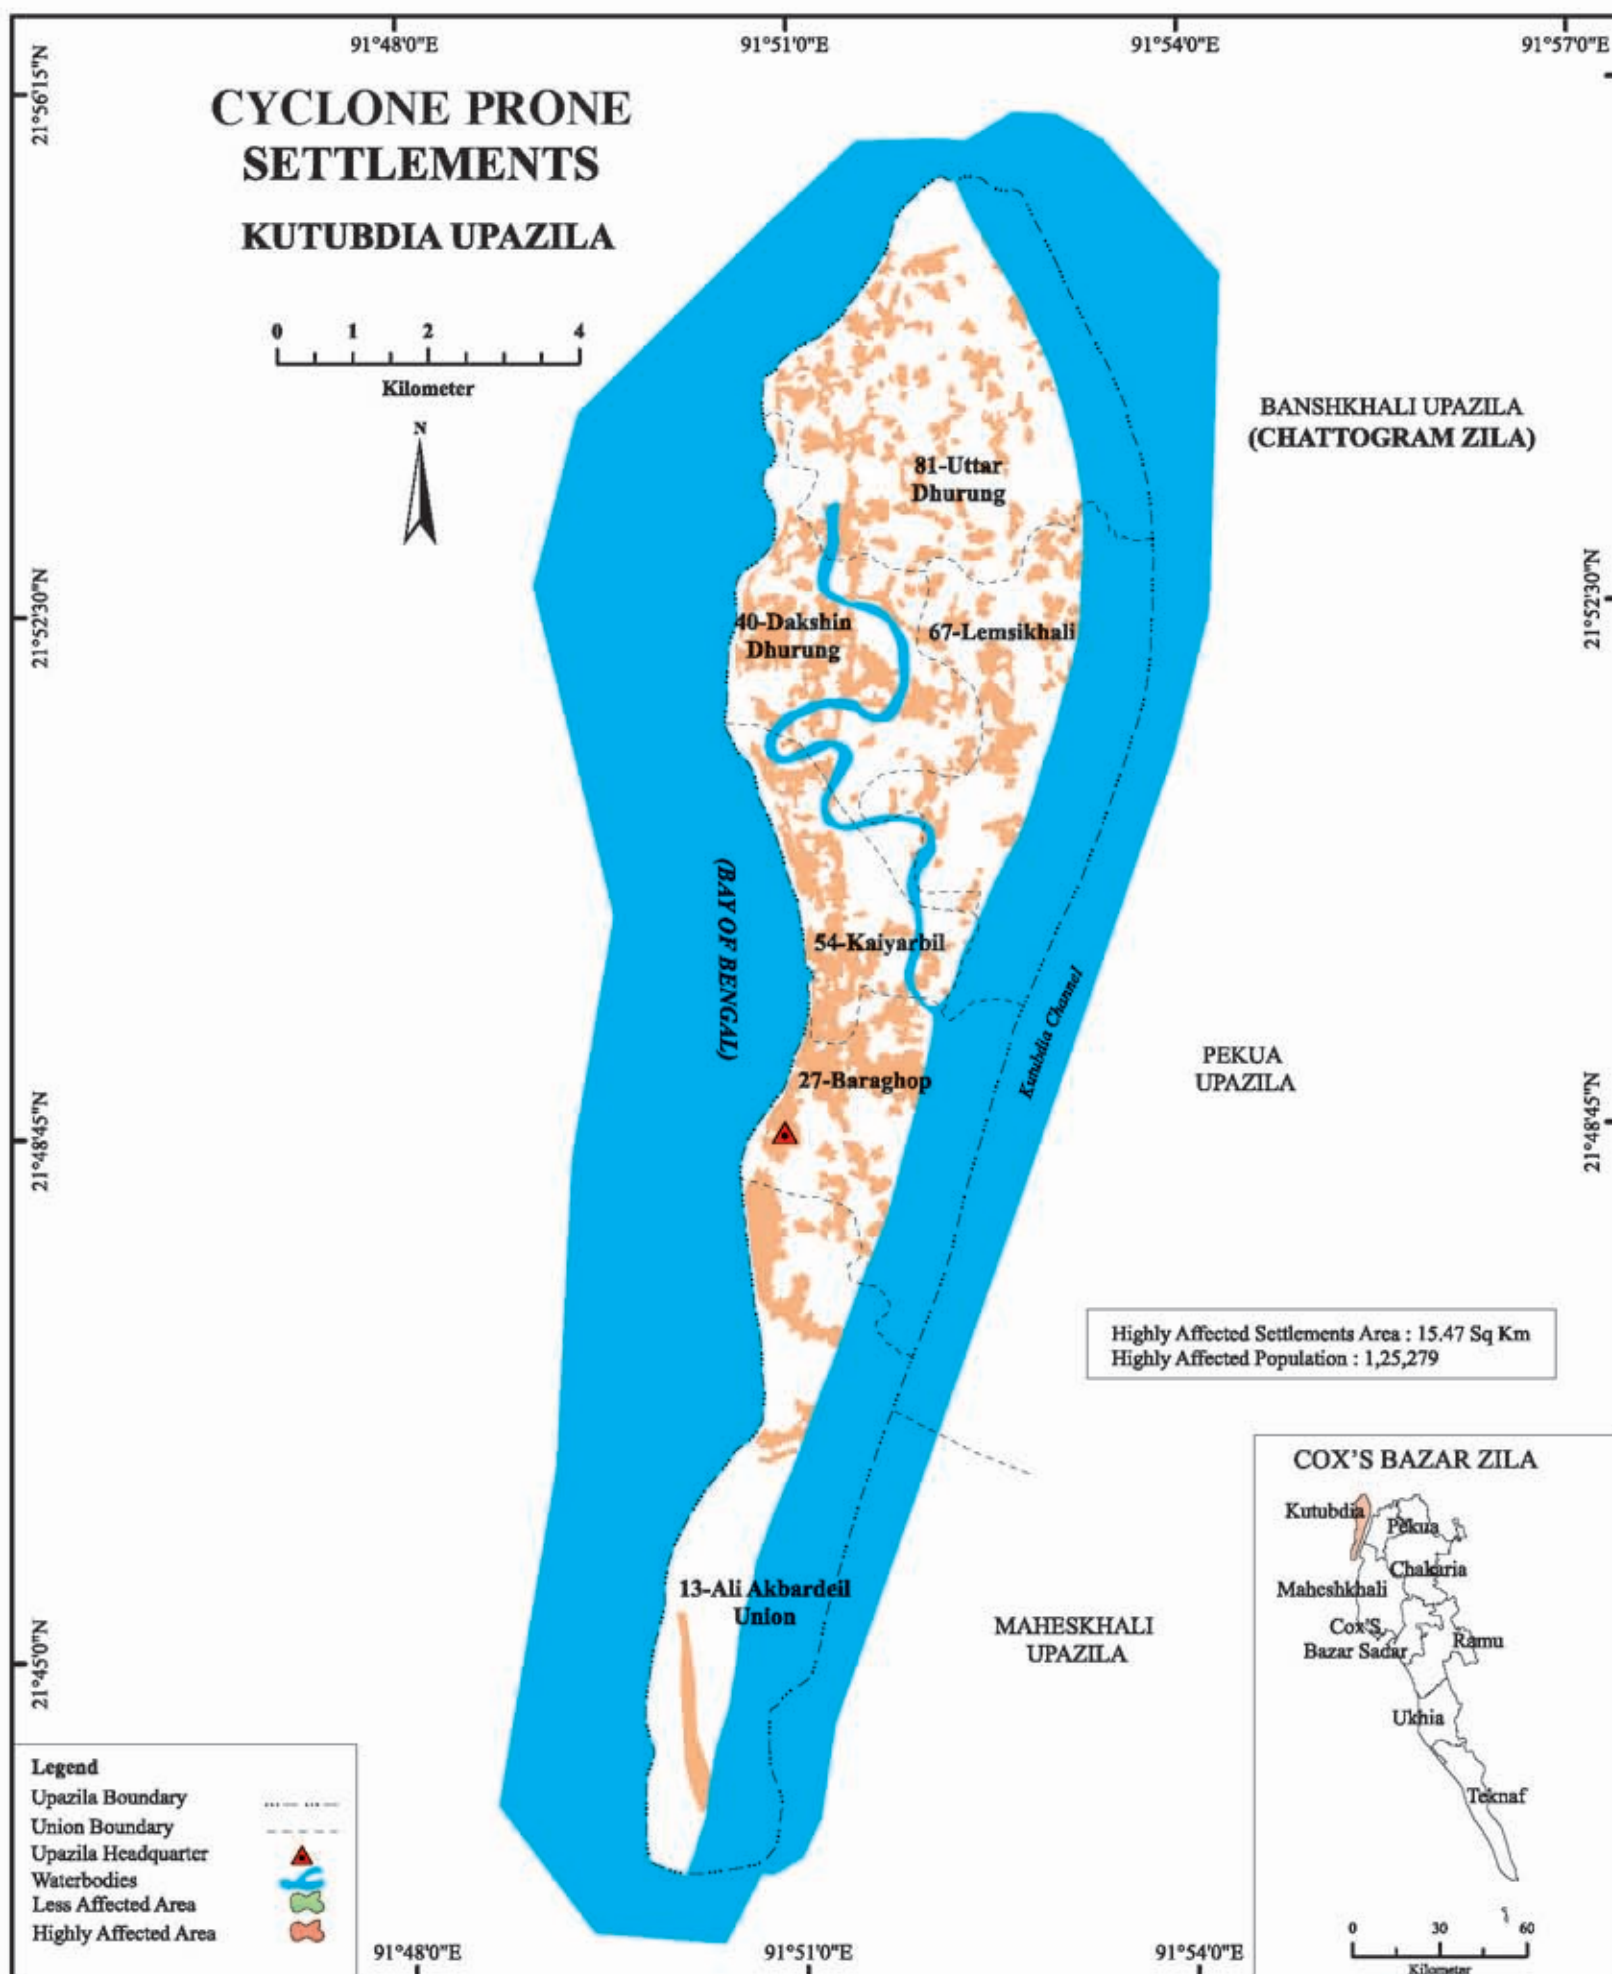 91°48'0"E
91°51'0"E
91°54'0"E
91°57'0"E
21°56'15"N
CYCLONE PRONE
SETTLEMENTS
KUTUBDIA UPAZILA
0 1 2 4
Kilometer
N
BANSHKHALI UPAZILA
(CHATTOGRAM ZILA)
81-Uttar
Dhurung
21°52'30"N
21°52'30"N
40-Dakshin
Dhurung
67-Lemsikhali
(BAY OF BENGAL)
54-Kaiyarbil
Kutubdia Channel
PEKUA
UPAZILA
27-Baraghop
21°48'45"N
21°48'45"N
Highly Affected Settlements Area : 15.47 Sq Km
Highly Affected Population : 1,25,279
COX'S BAZAR ZILA
Kutubdia
Pekua
Chakaria
Maheshkhali
Cox'S
Bazar Sadar
Ramu
Ukhia
Teknaf
0 30 60
Kilometer
13-Ali Akbardeil
Union
MAHESKHALI
UPAZILA
21°45'0"N
Legend
Upazila Boundary
Union Boundary
Upazila Headquarter
Waterbodies
Less Affected Area
Highly Affected Area
91°48'0"E
91°51'0"E
91°54'0"E